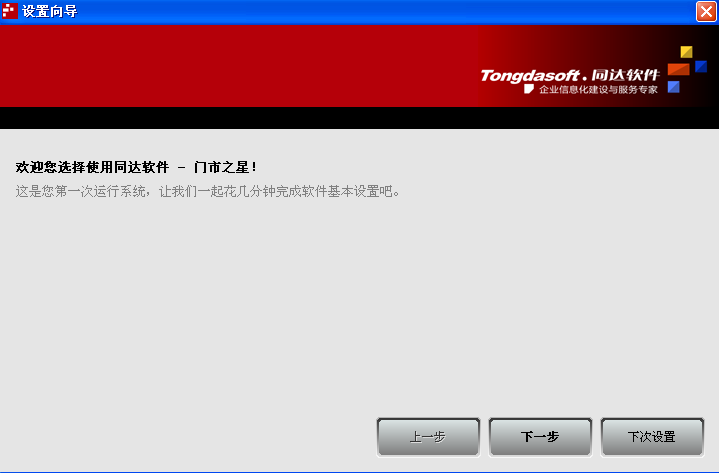 设置向导
Tongdasoft.同达软件
企业信息化建设与服务专家
欢迎您选择使用同达软件 － 门市之星!
这是您第一次运行系统，让我们一起花几分钟完成软件基本设置吧。
上一步 下一步 下次设置